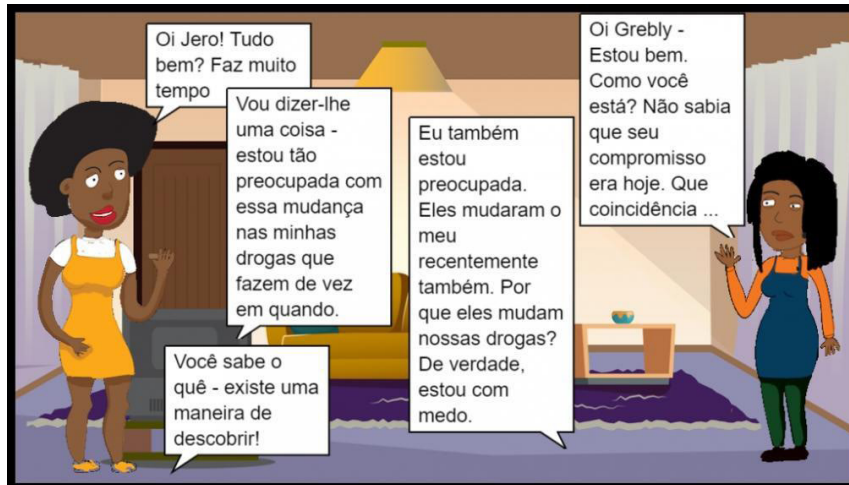 Oi Jero! Tudo
bem? Faz muito
tempo
Oi Grebly -
Estou bem.
Como você
está? Não sabia
que seu
compromisso
era hoje. Que
coincidência ...
Vou dizer-lhe
uma coisa -
estou tão
preocupada com
essa mudança
nas minhas
drogas que
fazem de vez
em quando.
Eu também
estou
preocupada.
Eles mudaram o
meu
recentemente
também. Por
que eles mudam
nossas drogas?
De verdade,
estou com
medo.
Você sabe o
quê - existe uma
maneira de
descobrir!